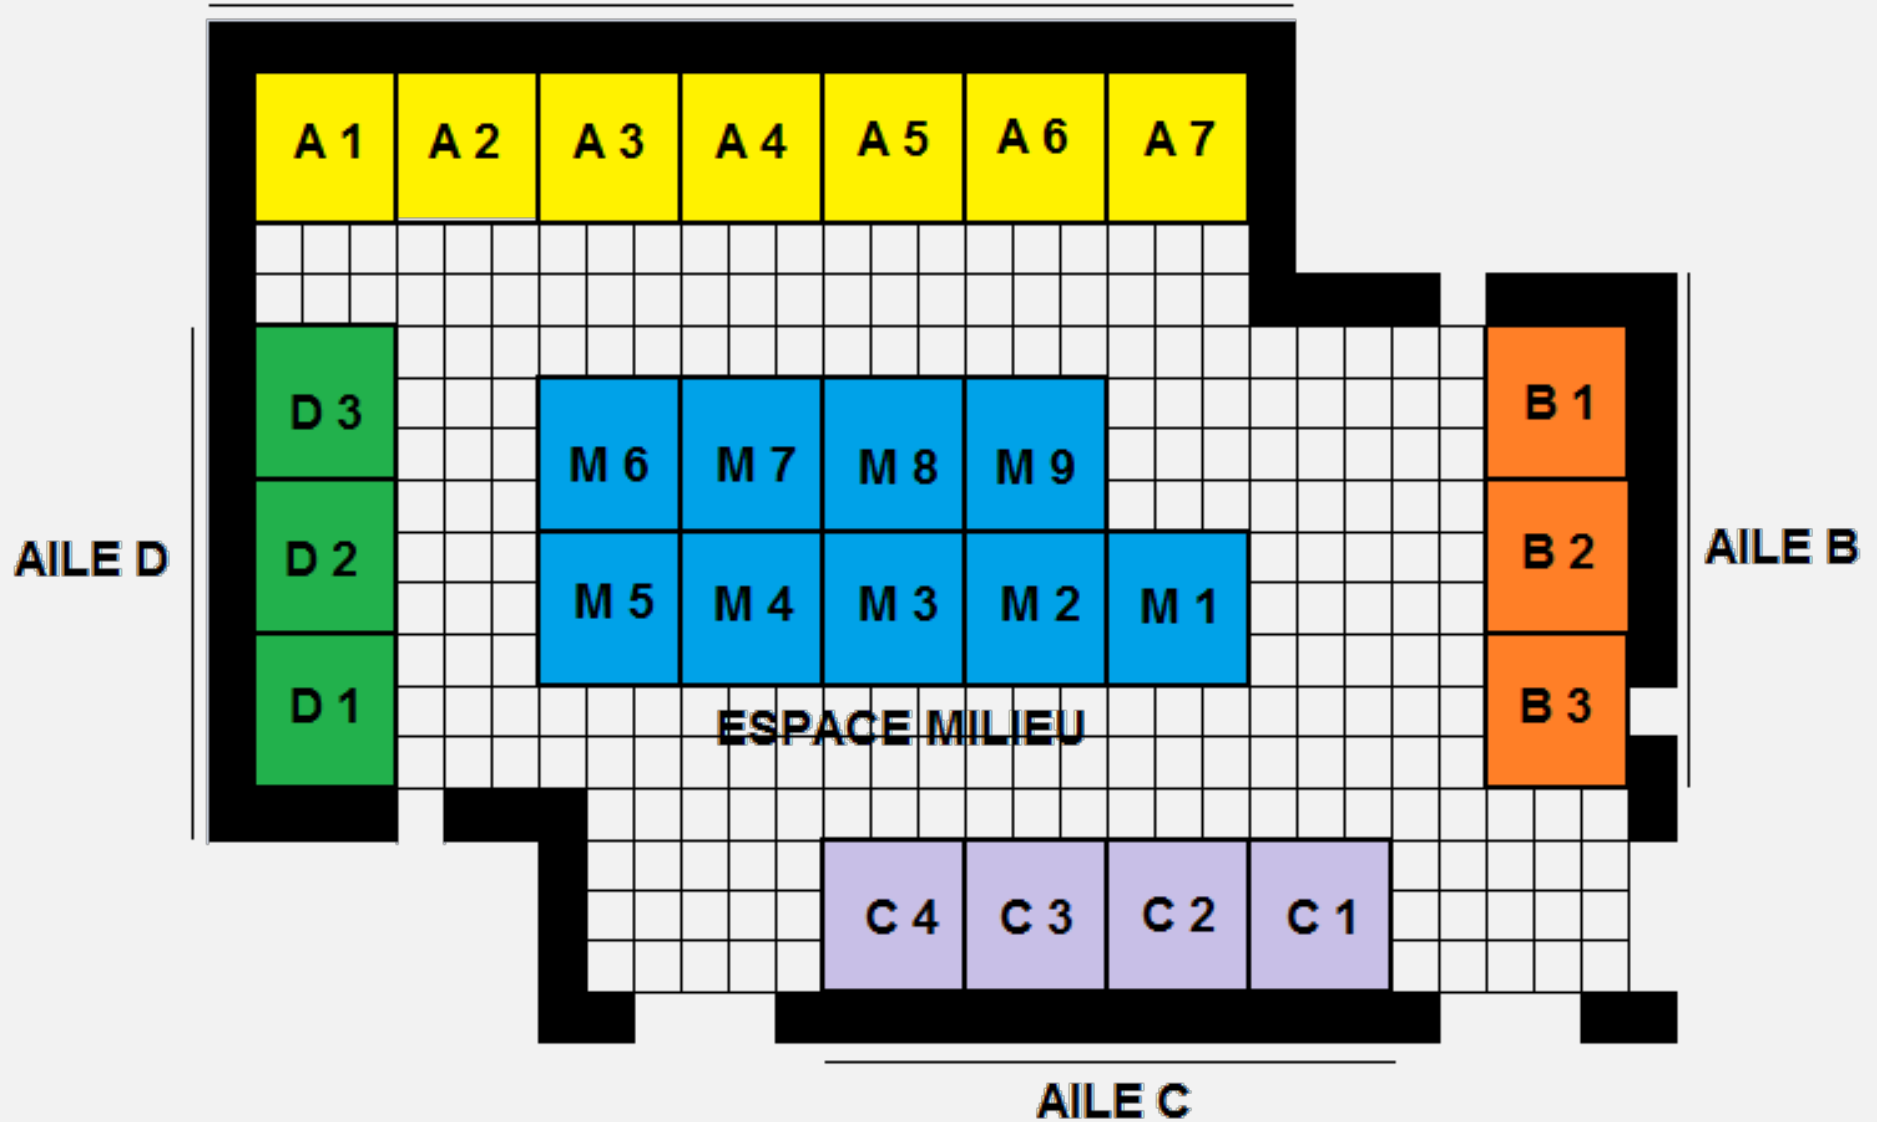 A 1 A 2 A 3 A 4 A 5 A 6 A 7
D 3 B 1
M 6 M 7 M 8 M 9
AILE D D 2 B 2 AILE B
M 5 M 4 M 3 M 2 M 1
D 1 B 3
ESPACE MILIEU
C 4 C 3 C 2 C 1
AILE C